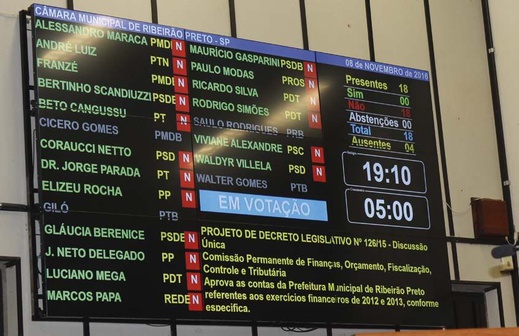 CÂMARA MUNICIPAL DE RIBEIRÃO PRETO - SP
08 de NOVEMBRO de 2016
ALESSANDRO MARACA PMDB N
ANDRÉ LUIZ PTN N
FRANZÉ PMDB N
BERTINHO SCANDIUZZI PSDB N
BETO CANGUSSU PT N
CICERO GOMES PMDB
CORAUCCI NETTO PSD N
DR. JORGE PARADA PT N
ELIZEU ROCHA PP N
GILÓ PTB
GLÁUCIA BERENICE PSDB N
J. NETO DELEGADO PP N
LUCIANO MEGA PDT N
MARCOS PAPA REDE N
MAURÍCIO GASPARINI PSDB N
PAULO MODAS PROS N
RICARDO SILVA PDT N
RODRIGO SIMÕES PDT N
SAULO RODRIGUES PRB
VIVIANE ALEXANDRE PSC N
WALDYR VILLELA PSD N
WALTER GOMES PTB
EM VOTAÇÃO
Presentes 18
Sim 00
Não 18
Abstenções 00
Total 18
Ausentes 04
19:10
05:00
PROJETO DE DECRETO LEGISLATIVO Nº 126/15 - Discussão
Única
Comissão Permanente de Finanças, Orçamento, Fiscalização,
Controle e Tributária
Aprova as contas da Prefeitura Municipal de Ribeirão Preto
referentes aos exercícios financeiros de 2012 e 2013, conforme
especifica.